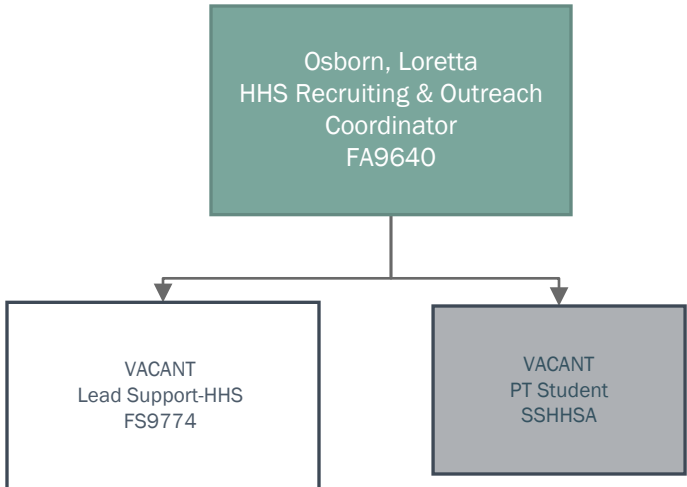 Osborn, Loretta
HHS Recruiting & Outreach
Coordinator
FA9640
VACANT
Lead Support-HHS
FS9774
VACANT
PT Student
SSHHSA